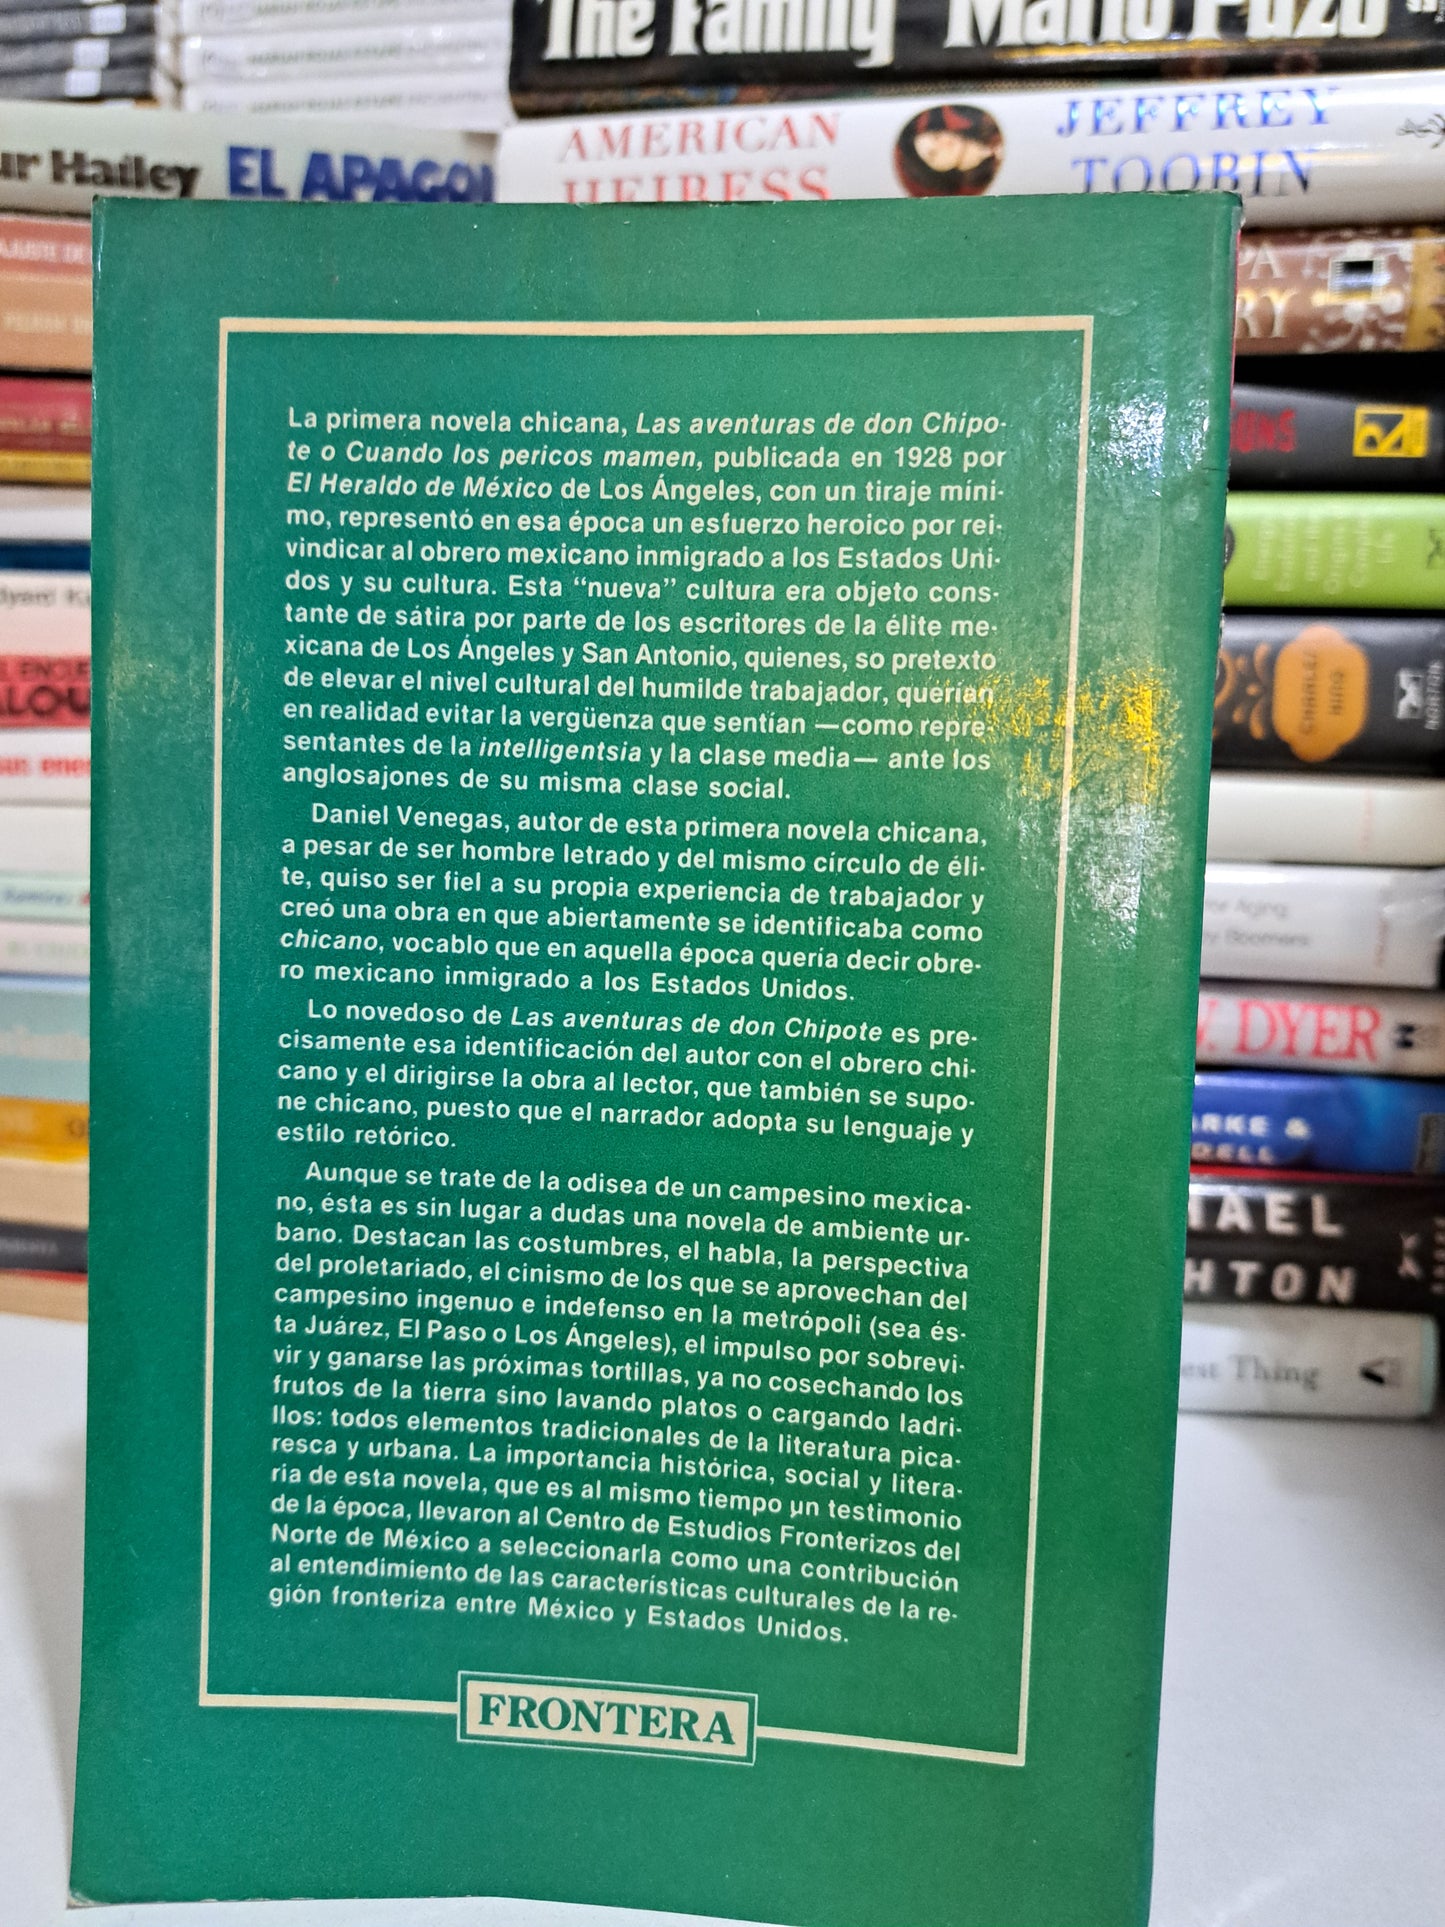 The Family Mario Puzo
AMERICAN
HEIRESS
JEFFREY
TOOBIN
ur Hailey EL APAGON
La primera novela chicana, Las aventuras de don Chipo-
te o Cuando los pericos mamen, publicada en 1928 por
El Heraldo de México de Los Ángeles, con un tiraje míni-
mo, representó en esa época un esfuerzo heroico por rei-
vindicar al obrero mexicano inmigrado a los Estados Uni-
dos y su cultura. Esta “nueva” cultura era objeto cons-
tante de sátira por parte de los escritores de la élite me-
xicana de Los Ángeles y San Antonio, quienes, so pretexto
de elevar el nivel cultural del humilde trabajador, querían
en realidad evitar la vergüenza que sentían —como repre-
sentantes de la intelligentsia y la clase media— ante los
anglosajones de su misma clase social.
Daniel Venegas, autor de esta primera novela chicana,
a pesar de ser hombre letrado y del mismo círculo de éli-
te, quiso ser fiel a su propia experiencia de trabajador y
creó una obra en que abiertamente se identificaba como
chicano, vocablo que en aquella época quería decir obre-
ro mexicano inmigrado a los Estados Unidos.
Lo novedoso de Las aventuras de don Chipote es pre-
cisamente esa identificación del autor con el obrero chi-
cano y el dirigirse la obra al lector, que también se supo-
ne chicano, puesto que el narrador adopta su lenguaje y
estilo retórico.
Aunque se trate de la odisea de un campesino mexica-
no, ésta es sin lugar a dudas una novela de ambiente ur-
bano. Destacan las costumbres, el habla, la perspectiva
del proletariado, el cinismo de los que se aprovechan del
campesino ingenuo e indefenso en la metrópoli (sea és-
ta Juárez, El Paso o Los Ángeles), el impulso por sobrevi-
vir y ganarse las próximas tortillas, ya no cosechando los
frutos de la tierra sino lavando platos o cargando ladri-
llos: todos elementos tradicionales de la literatura pica-
resca y urbana. La importancia histórica, social y litera-
ria de esta novela, que es al mismo tiempo un testimonio
de la época, llevaron al Centro de Estudios Fronterizos del
Norte de México a seleccionarla como una contribución
al entendimiento de las características culturales de la re-
gión fronteriza entre México y Estados Unidos.
FRONTERA
W. DYER
ARKE &
DELL
HAEL
HTON
est Thing